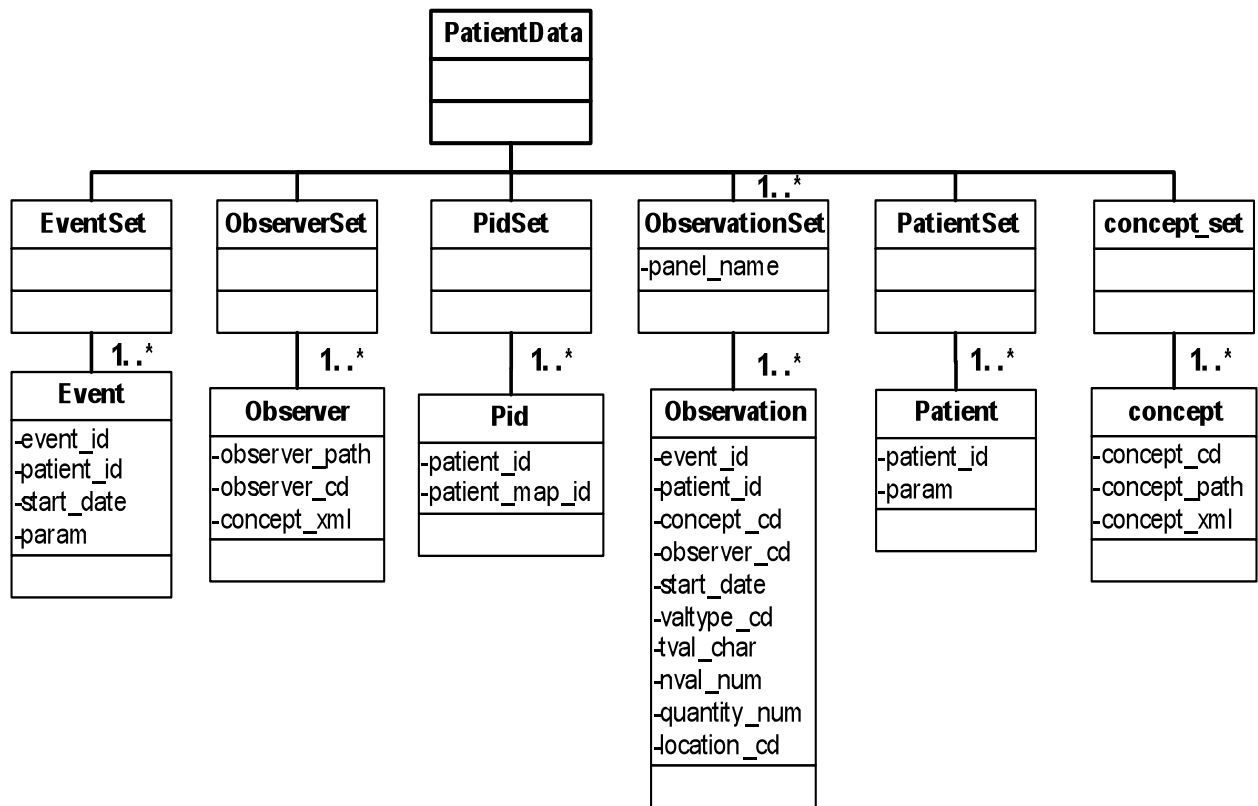 PatientData
1..*
EventSet
ObserverSet
PidSet
ObservationSet
-panel_name
PatientSet
concept_set
1..*
1..*
1..*
1..*
1..*
1..*
Event
-event_id
-patient_id
-start_date
-param
Observer
-observer_path
-observer_cd
-concept_xml
Pid
-patient_id
-patient_map_id
Observation
-event_id
-patient_id
-concept_cd
-observer_cd
-start_date
-valtype_cd
-tval_char
-nval_num
-quantity_num
-location_cd
Patient
-patient_id
-param
concept
-concept_cd
-concept_path
-concept_xml